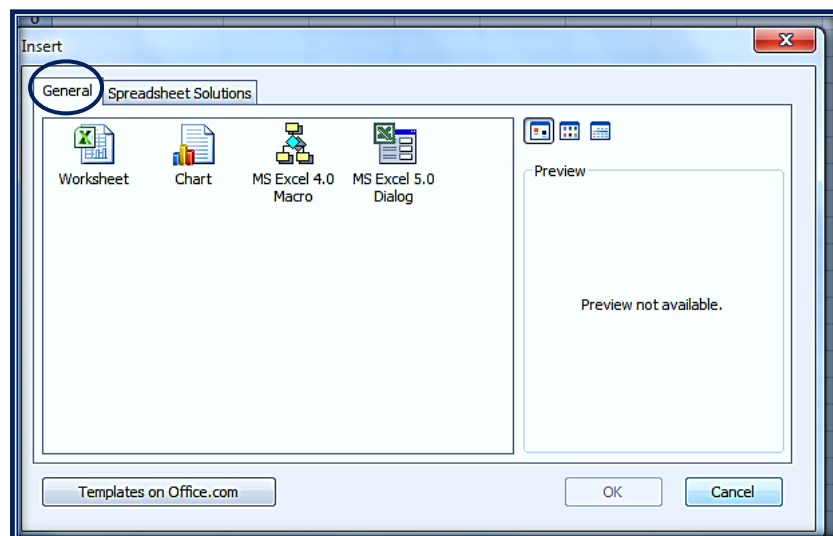 Insert
General
Spreadsheet Solutions
Worksheet
Chart
MS Excel 4.0
Macro
MS Excel 5.0
Dialog
Preview
Preview not available.
Templates on Office.com
OK
Cancel